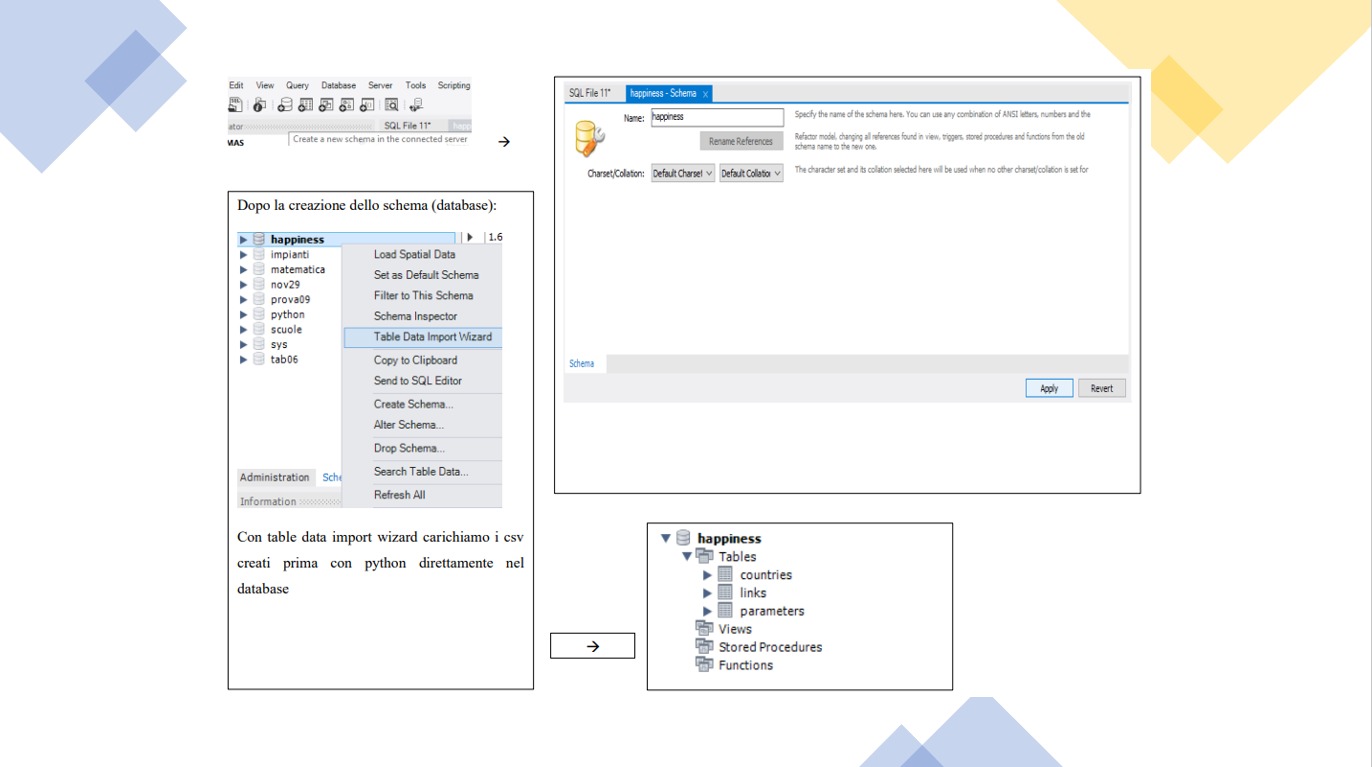 Edit View Query Database Server Tools Scripting
ator SQL File 11*
Create a new schema in the connected server
MAS
→
SQL File 11* happiness - Schema x
Name: happiness
Specify the name of the schema here. You can use any combination of ANSI letters, numbers and the
Rename References
Refactor model, changing all references found in view, triggers, stored procedures and functions from the old
schema name to the new one.
Charset/Collation: Default Charset Default Collation
The character set and its collation selected here will be used when no other charset/collation is set for
Schema
Apply Revert
Dopo la creazione dello schema (database):
happiness
impianti
matematica
nov29
prova09
python
scuole
sys
tab06
1.6
Load Spatial Data
Set as Default Schema
Filter to This Schema
Schema Inspector
Table Data Import Wizard
Copy to Clipboard
Send to SQL Editor
Create Schema...
Alter Schema...
Drop Schema...
Search Table Data...
Refresh All
Administration Sche
Information
Con table data import wizard carichiamo i csv
creati prima con python direttamente nel
database
→
happiness
Tables
countries
links
parameters
Views
Stored Procedures
Functions